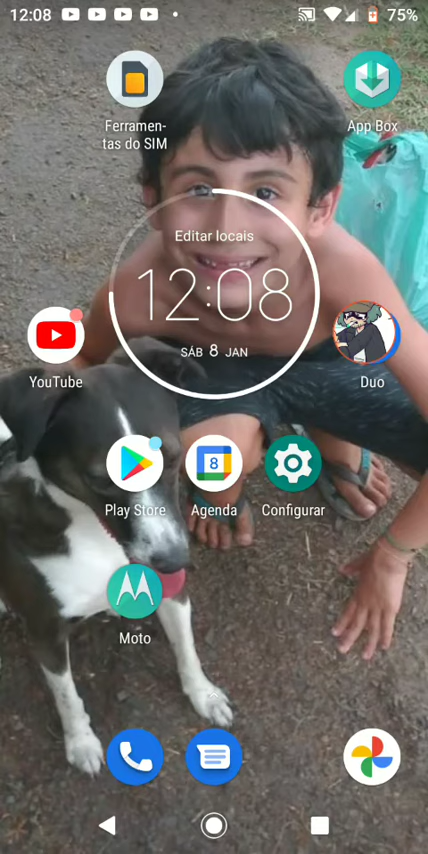 12:08
75%
Ferramen-
tas do SIM
App Box
Editar locais
12:08
SÁB 8 JAN
YouTube
Duo
8
Play Store
Agenda
Configurar
Moto